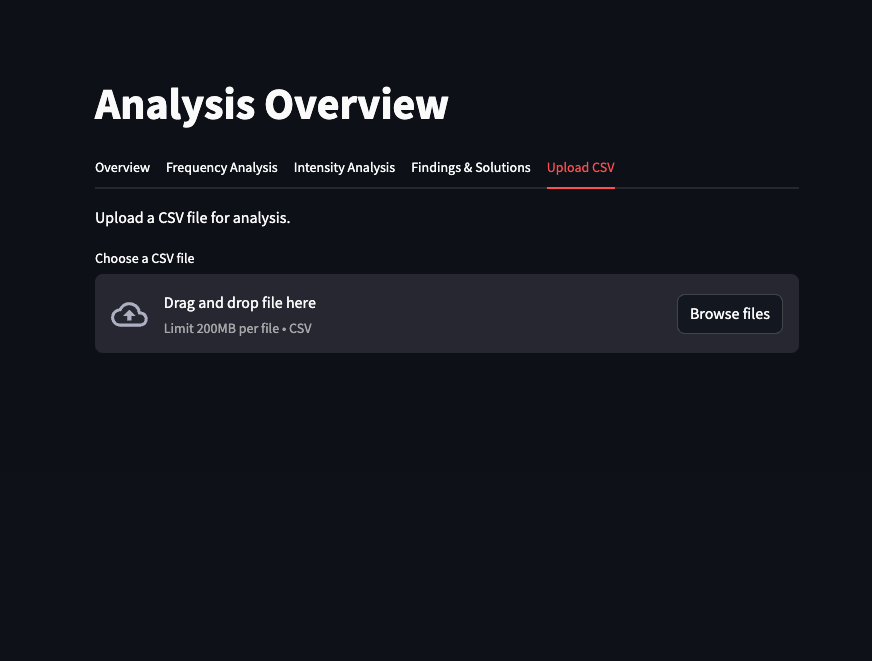 Analysis Overview
Overview Frequency Analysis Intensity Analysis Findings & Solutions Upload CSV
Upload a CSV file for analysis.
Choose a CSV file
Drag and drop file here
Limit 200MB per file • CSV
Browse files